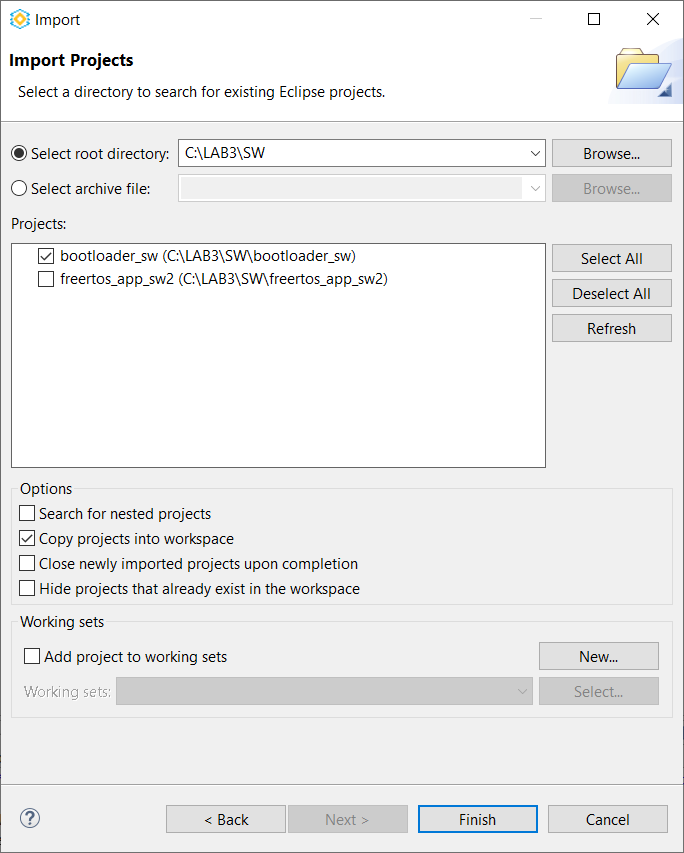 Import
Import Projects
Select a directory to search for existing Eclipse projects.
Select root directory: C:\LAB3\SW Browse...
Select archive file: Browse...
Projects:
bootloader_sw (C:\LAB3\SW\bootloader_sw)
freertos_app_sw2 (C:\LAB3\SW\freertos_app_sw2)
Select All
Deselect All
Refresh
Options
Search for nested projects
Copy projects into workspace
Close newly imported projects upon completion
Hide projects that already exist in the workspace
Working sets
Add project to working sets New...
Working sets: Select...
? < Back Next > Finish Cancel